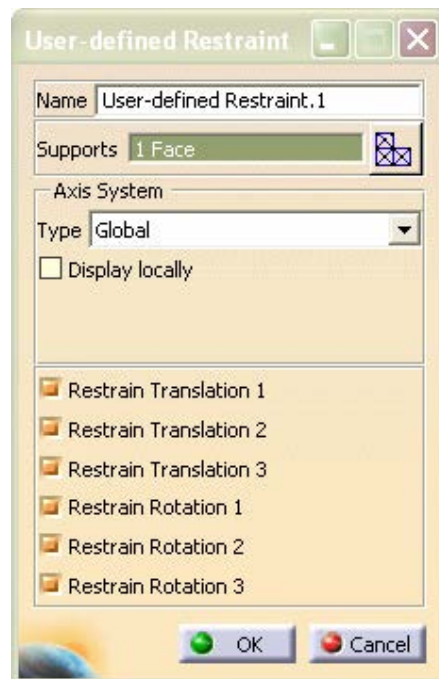 User-defined Restraint
Name User-defined Restraint.1
Supports 1 Face
Axis System
Type Global
Display locally
Restrain Translation 1
Restrain Translation 2
Restrain Translation 3
Restrain Rotation 1
Restrain Rotation 2
Restrain Rotation 3
OK Cancel